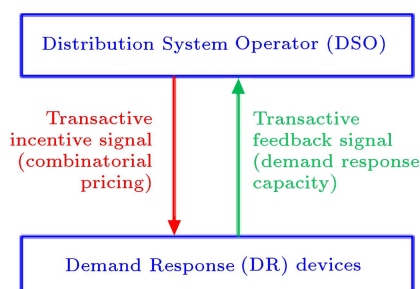 Distribution System Operator (DSO)
Transactive
incentive signal
(combinatorial
pricing)
Transactive
feedback signal
(demand response
capacity)
Demand Response (DR) devices